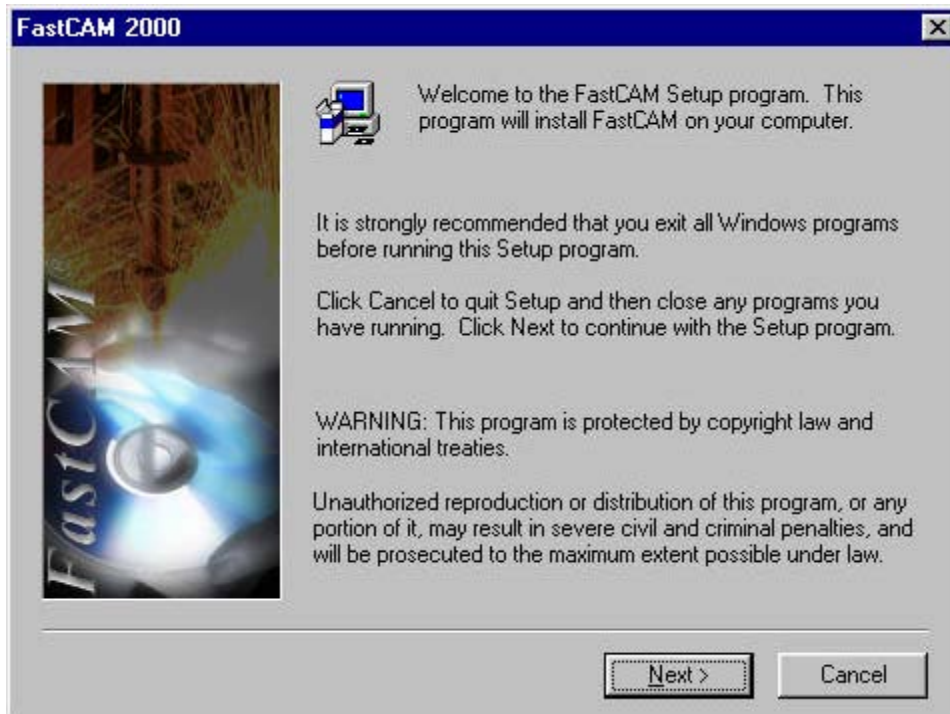 FastCAM 2000
FastCAM®
Welcome to the FastCAM Setup program. This
program will install FastCAM on your computer.
It is strongly recommended that you exit all Windows programs
before running this Setup program.
Click Cancel to quit Setup and then close any programs you
have running. Click Next to continue with the Setup program.
WARNING: This program is protected by copyright law and
international treaties.
Unauthorized reproduction or distribution of this program, or any
portion of it, may result in severe civil and criminal penalties, and
will be prosecuted to the maximum extent possible under law.
Next >
Cancel